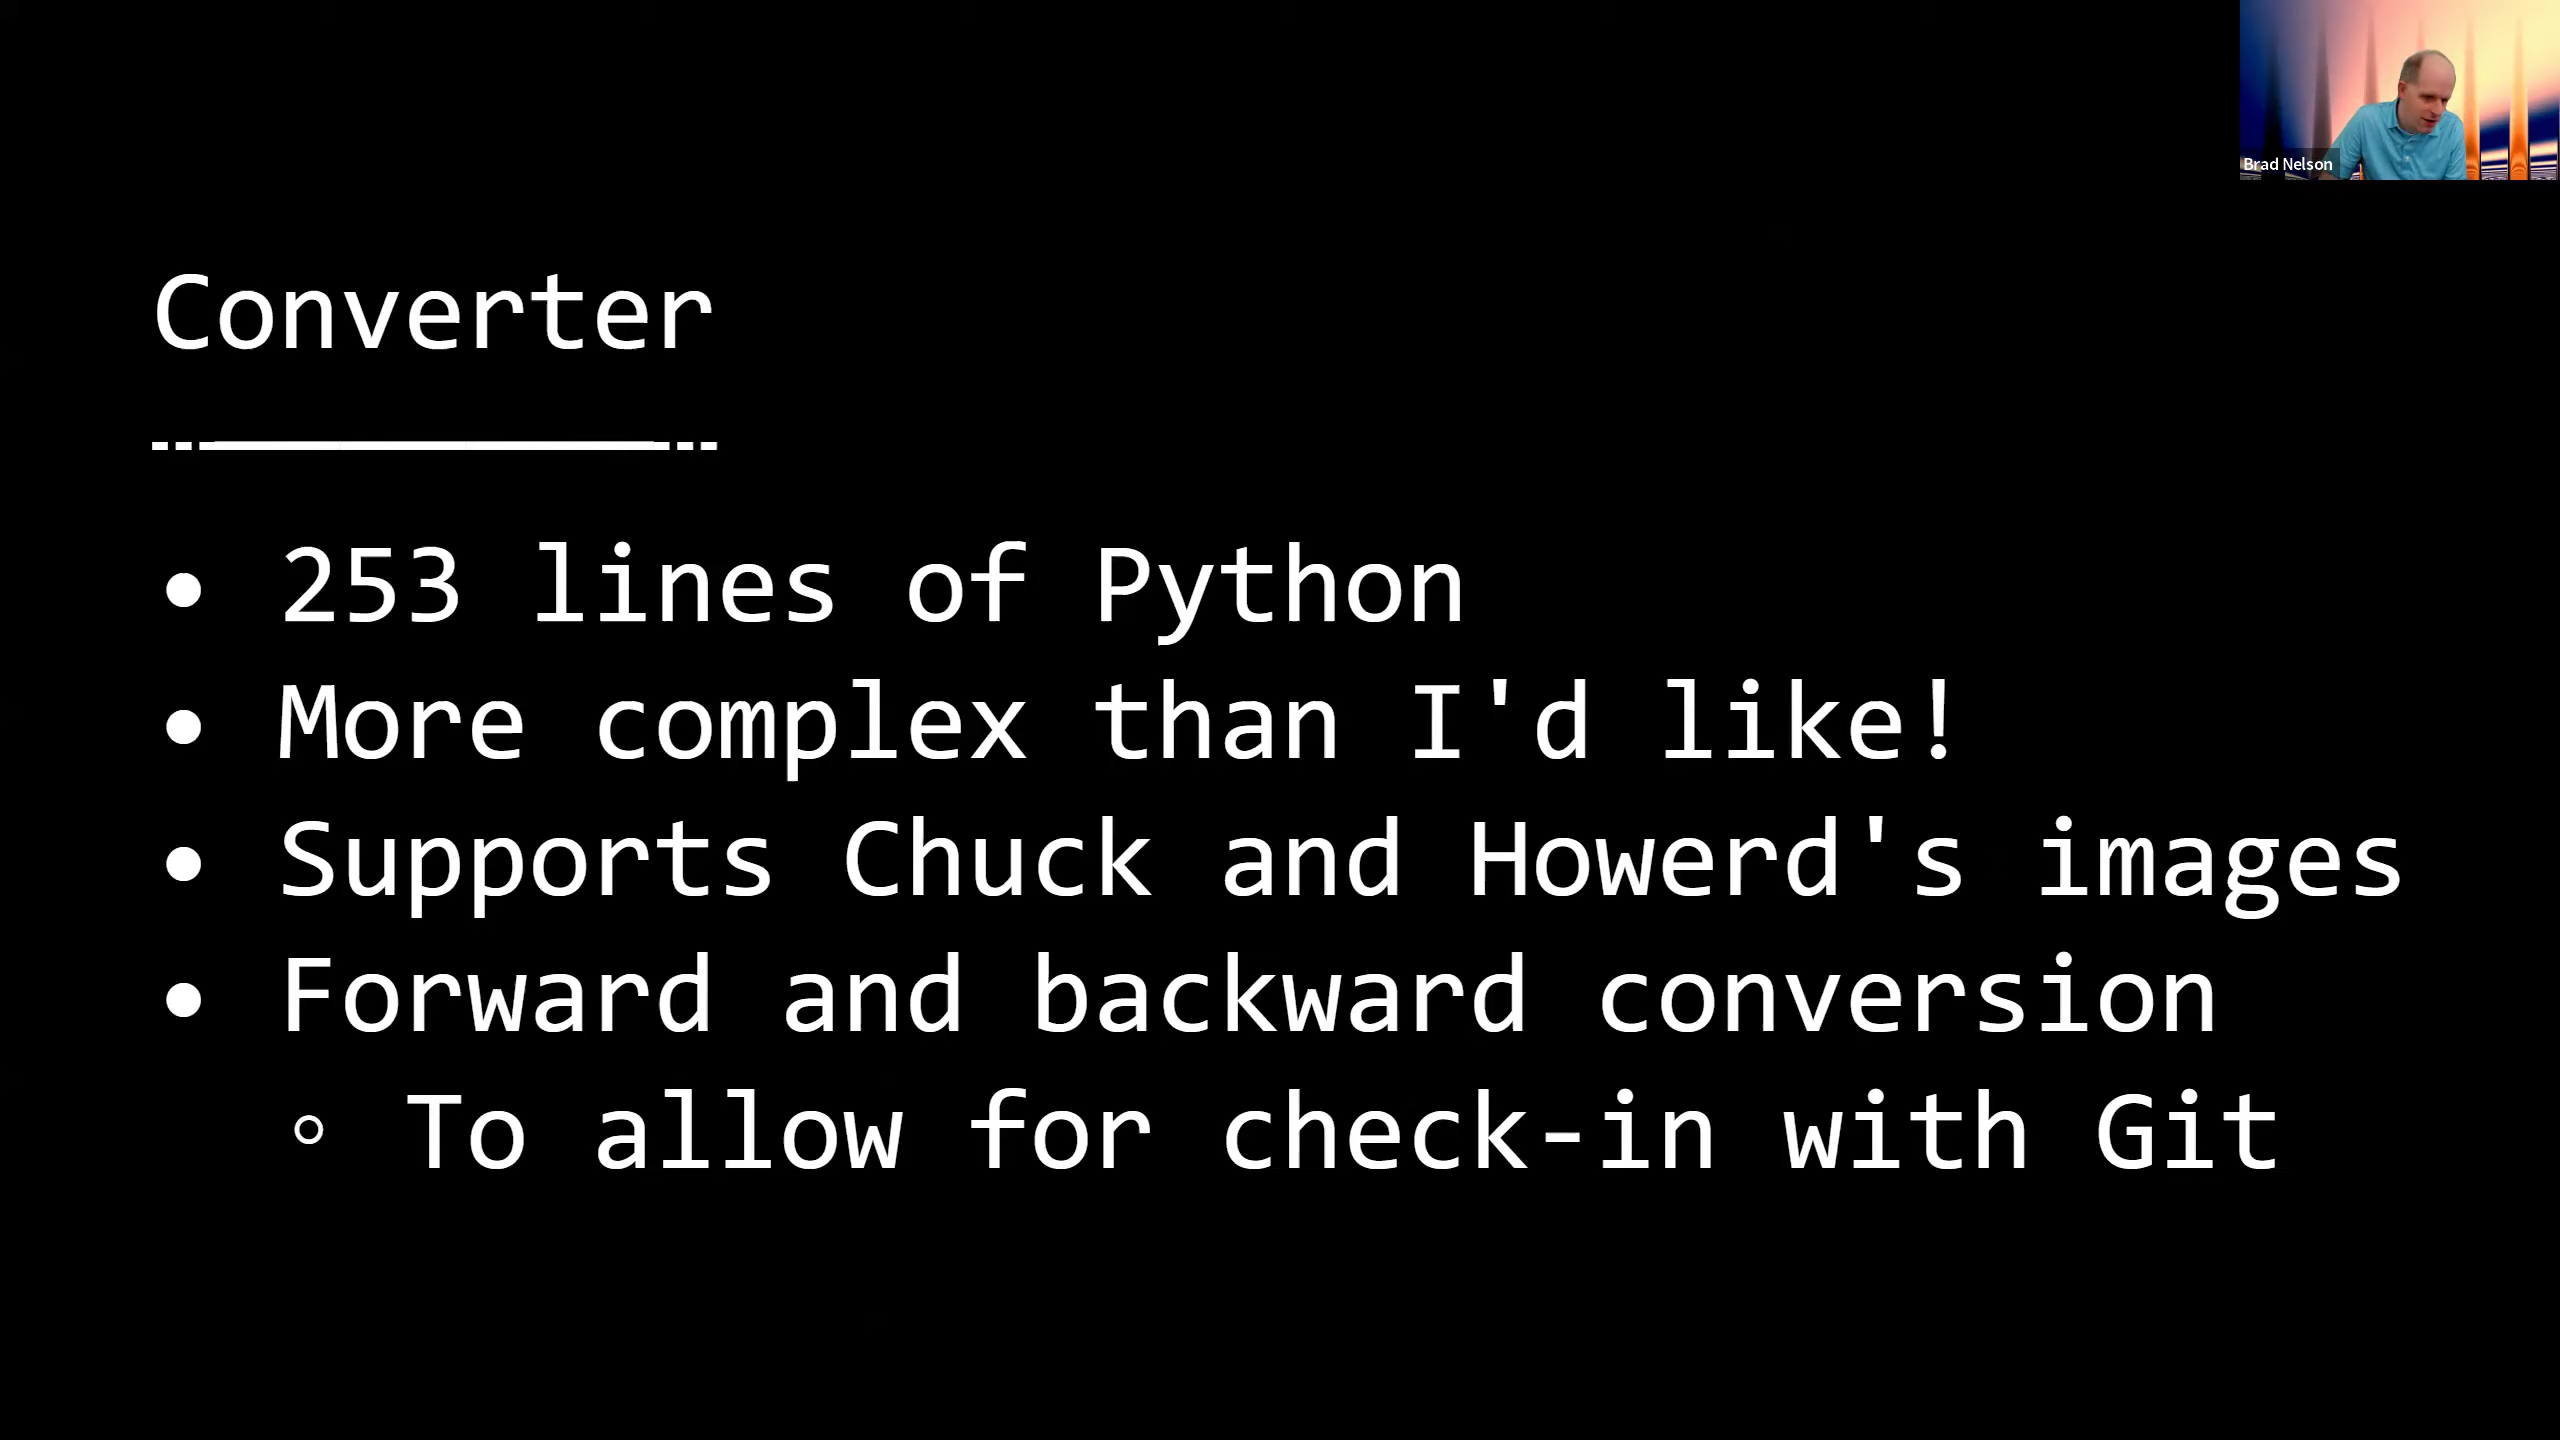 Brad Nelson
Converter
• 253 lines of Python
• More complex than I'd like!
• Supports Chuck and Howerd's images
• Forward and backward conversion
◦ To allow for check-in with Git